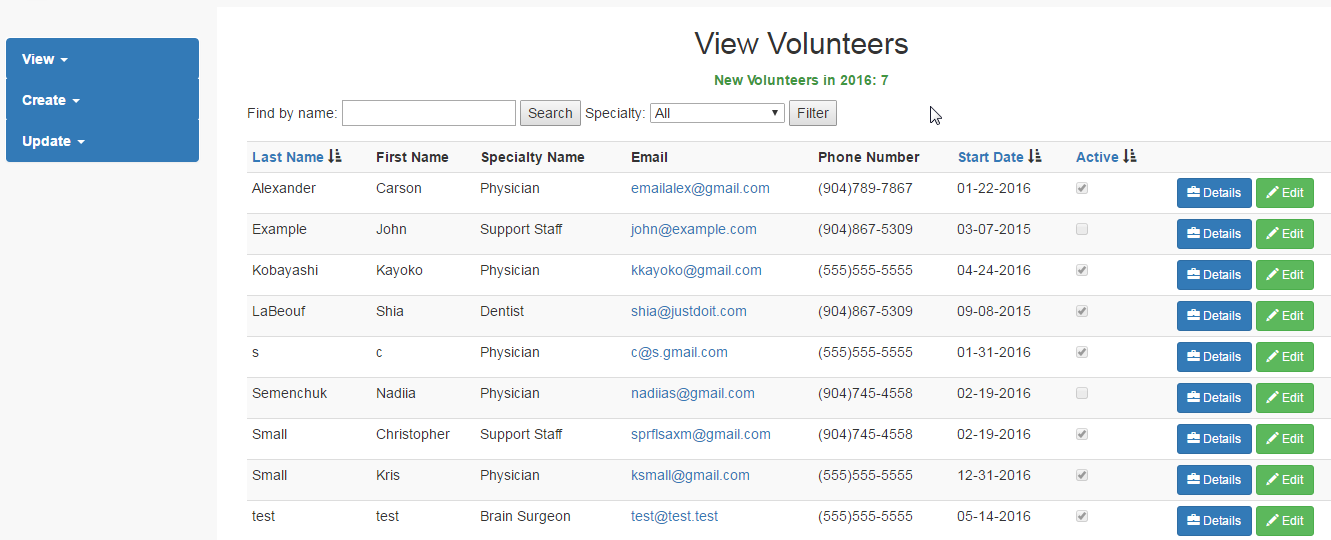 View
Create
Update
View Volunteers
New Volunteers in 2016: 7
Find by name: Search Specialty: All Filter
Last Name First Name Specialty Name Email Phone Number Start Date Active
Alexander Carson Physician emailalex@gmail.com (904)789-7867 01-22-2016 Details Edit
Example John Support Staff john@example.com (904)867-5309 03-07-2015 Details Edit
Kobayashi Kayoko Physician kkayoko@gmail.com (555)555-5555 04-24-2016 Details Edit
LaBeouf Shia Dentist shia@justdoit.com (904)867-5309 09-08-2015 Details Edit
s c Physician c@s.gmail.com (555)555-5555 01-31-2016 Details Edit
Semenchuk Nadiia Physician nadiias@gmail.com (904)745-4558 02-19-2016 Details Edit
Small Christopher Support Staff sprflsaxm@gmail.com (904)745-4558 02-19-2016 Details Edit
Small Kris Physician ksmall@gmail.com (555)555-5555 12-31-2016 Details Edit
test test Brain Surgeon test@test.test (555)555-5555 05-14-2016 Details Edit